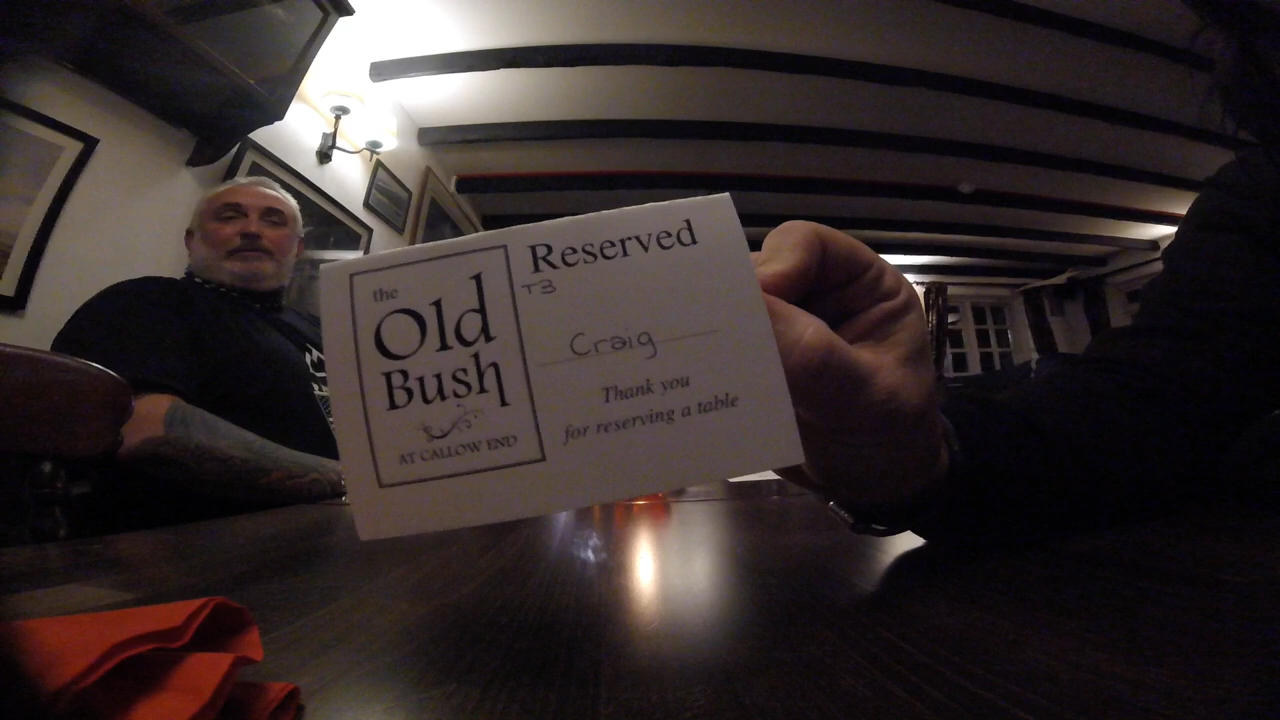 the
Old
Bush
AT CALLOW END
Reserved
T3
Craig
Thank you
for reserving a table